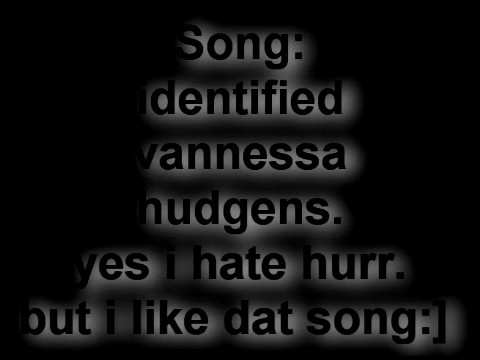 Song:
identified
vannessa
hudgens.
yes i hate hurr.
but i like dat song:]